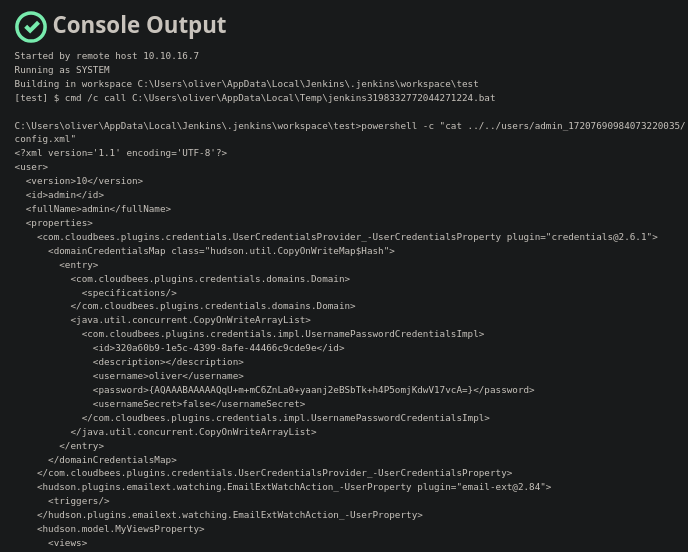 Console Output
Started by remote host 10.10.16.7
Running as SYSTEM
Building in workspace C:\Users\oliver\AppData\Local\Jenkins\.jenkins\workspace\test
[test] $ cmd /c call C:\Users\oliver\AppData\Local\Temp\jenkins3198332772044271224.bat
C:\Users\oliver\AppData\Local\Jenkins\.jenkins\workspace\test>powershell -c "cat ../../users/admin_17207690984073220035/
config.xml"
<?xml version='1.1' encoding='UTF-8'?>
<user>
  <version>10</version>
  <id>admin</id>
  <fullName>admin</fullName>
  <properties>
    <com.cloudbees.plugins.credentials.UserCredentialsProvider_-UserCredentialsProperty plugin="credentials@2.6.1">
      <domainCredentialsMap class="hudson.util.CopyOnWriteMap$Hash">
        <entry>
          <com.cloudbees.plugins.credentials.domains.Domain>
            <specifications/>
          </com.cloudbees.plugins.credentials.domains.Domain>
          <java.util.concurrent.CopyOnWriteArrayList>
            <com.cloudbees.plugins.credentials.impl.UsernamePasswordCredentialsImpl>
              <id>320a60b9-1e5c-4399-8afe-44466c9cde9e</id>
              <description></description>
              <username>oliver</username>
              <password>{AQAAABAAAAAQqU+m+mC6ZnLa0+yaanj2eBSbTk+h4P5omjKdwV17vcA=}</password>
              <usernameSecret>false</usernameSecret>
            </com.cloudbees.plugins.credentials.impl.UsernamePasswordCredentialsImpl>
          </java.util.concurrent.CopyOnWriteArrayList>
        </entry>
      </domainCredentialsMap>
    </com.cloudbees.plugins.credentials.UserCredentialsProvider_-UserCredentialsProperty>
    <hudson.plugins.emailext.watching.EmailExtWatchAction_-UserProperty plugin="email-ext@2.84">
      <triggers/>
    </hudson.plugins.emailext.watching.EmailExtWatchAction_-UserProperty>
    <hudson.model.MyViewsProperty>
      <views>